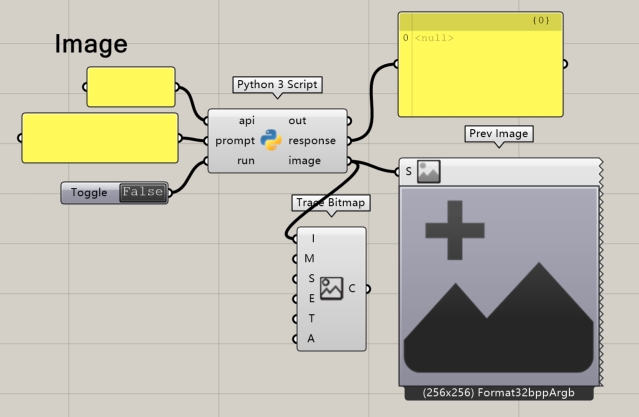 Image
{0}
0 <null>
Python 3 Script
api
prompt
run
out
response
image
Toggle
False
Prev Image
S
Trace Bitmap
I
M
S
E
T
A
C
(256x256) Format32bppArgb